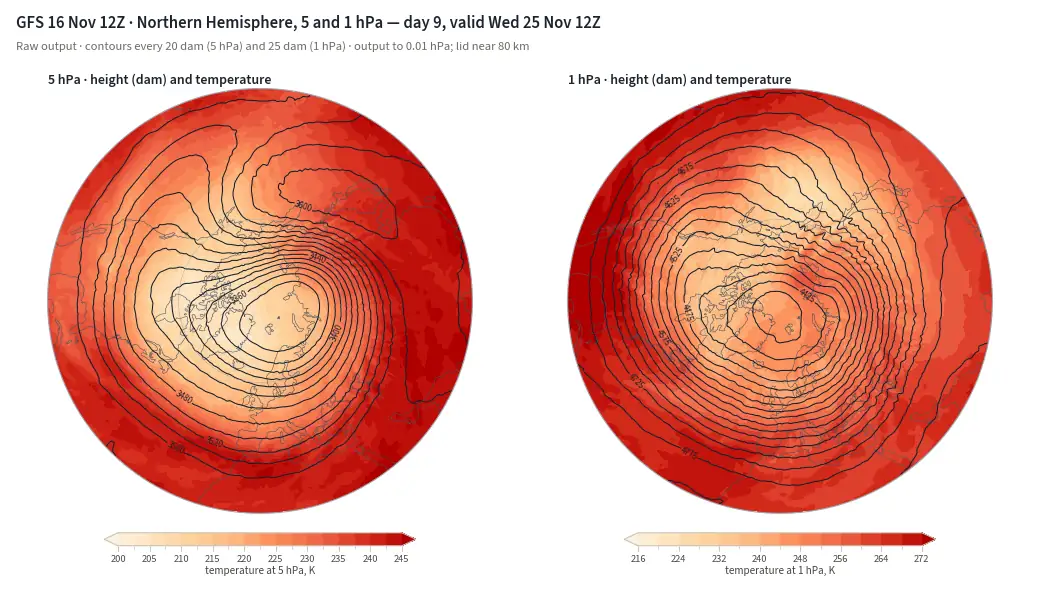 GFS 16 Nov 12Z · Northern Hemisphere, 5 and 1 hPa — day 9, valid Wed 25 Nov 12Z
Raw output · contours every 20 dam (5 hPa) and 25 dam (1 hPa) · output to 0.01 hPa; lid near 80 km
5 hPa · height (dam) and temperature
1 hPa · height (dam) and temperature
3600
3480
4675
4625
4475
200 205 210 215 220 225 230 235 240 245
temperature at 5 hPa, K
216 224 232 240 248 256 264 272
temperature at 1 hPa, K